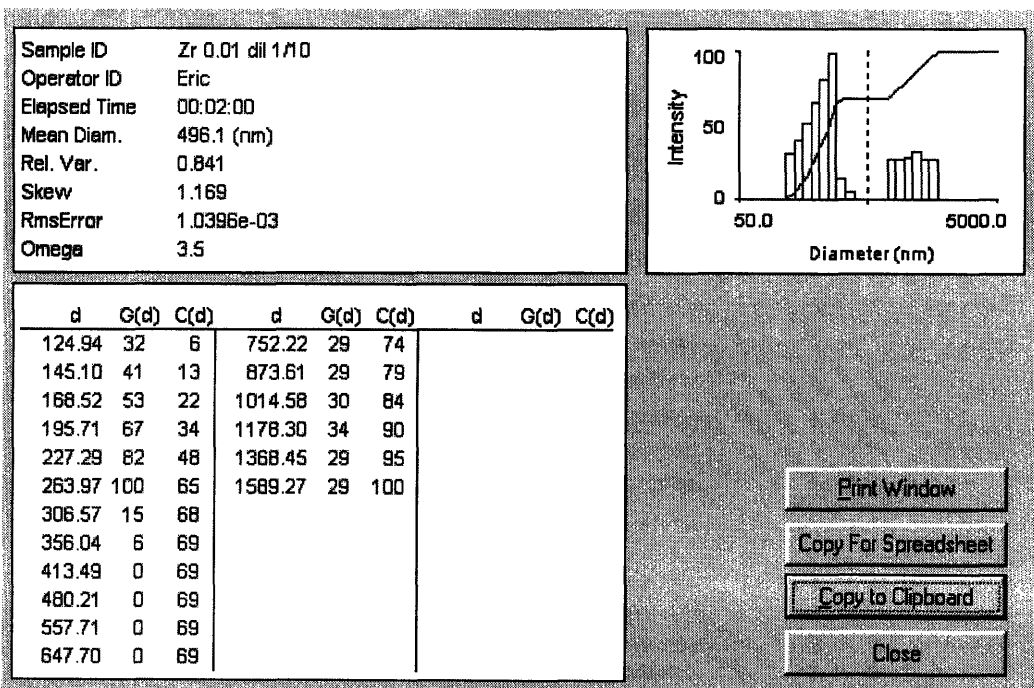 Sample ID Zr 0.01 dil 1/10
Operator ID Eric
Elapsed Time 00:02:00
Mean Diam. 496.1 (nm)
Rel. Var. 0.841
Skew 1.169
RmsError 1.0396e-03
Omega 3.5
100
50
0
Intensity
50.0 5000.0
Diameter (nm)
d G(d) C(d) d G(d) C(d) d G(d) C(d)
124.94 32 6 752.22 29 74
145.10 41 13 873.61 29 79
168.52 53 22 1014.58 30 84
195.71 67 34 1178.30 34 90
227.29 82 48 1368.45 29 95
263.97 100 65 1589.27 29 100
306.57 15 68
356.04 6 69
413.49 0 69
480.21 0 69
557.71 0 69
647.70 0 69
Print Window
Copy For Spreadsheet
Copy to Clipboard
Close